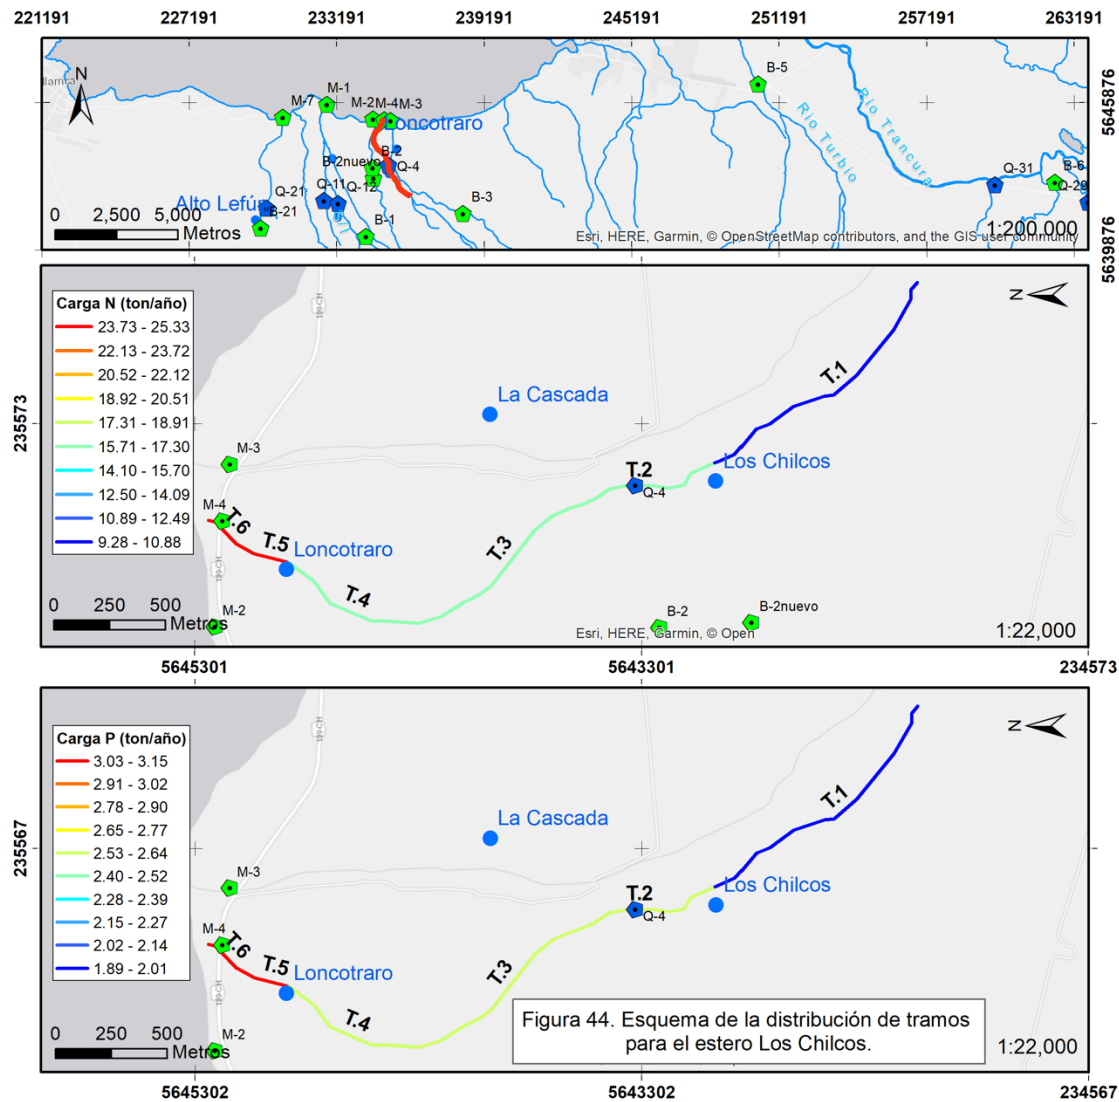 221191 227191 233191 239191 245191 251191 257191 263191
N
M-7
M-1
M-2
M-4
M-3
Loncotraro
B-5
5645876
Río Turbio
Río Trancura
B-2nuevo
B-2
Q-4
Q-21
Q-11
Q-12
Q-31
B-6
Q-29
Alto Lefún
B-21
B-1
B-3
0 2,500 5,000
Metros
1:200,000
Esri, HERE, Garmin, © OpenStreetMap contributors, and the GIS user community
5639876
Carga N (ton/año)
23.73 - 25.33
22.13 - 23.72
20.52 - 22.12
18.92 - 20.51
17.31 - 18.91
15.71 - 17.30
14.10 - 15.70
12.50 - 14.09
10.89 - 12.49
9.28 - 10.88
199-CH
N
T.1
La Cascada
235573
M-3
T.2
Los Chilcos
Q-4
M-4
T.6
T.5
Loncotraro
T.3
T.4
199-CH
0 250 500
Metros
M-2
B-2
B-2nuevo
Esri, HERE, Garmin, © Open
1:22,000
5645301 5643301 234573
Carga P (ton/año)
3.03 - 3.15
2.91 - 3.02
2.78 - 2.90
2.65 - 2.77
2.53 - 2.64
2.40 - 2.52
2.28 - 2.39
2.15 - 2.27
2.02 - 2.14
1.89 - 2.01
199-CH
N
T.1
La Cascada
235567
M-3
T.2
Los Chilcos
Q-4
M-4
T.6
T.5
Loncotraro
T.3
T.4
199-CH
0 250 500
Metros
M-2
Figura 44. Esquema de la distribución de tramos
para el estero Los Chilcos.
1:22,000
5645302 5643302 234567